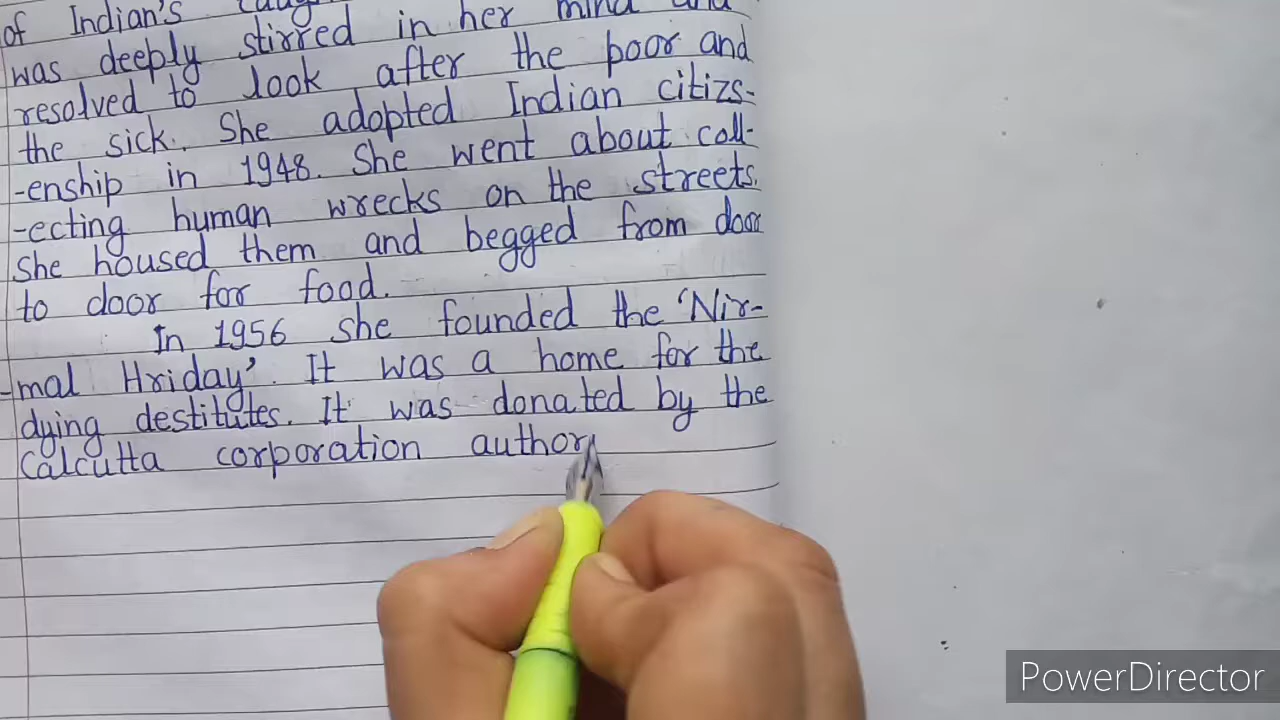 of Indian's in her mind and
was deeply stirred
resolved to look after the poor and
the sick. She adopted Indian citizs-
-enship in 1948. She went about coll-
-ecting human wrecks on the streets.
She housed them and begged from door
to door for food.
In 1956 she founded the 'Nir-
-mal Hriday'. It was a home for the
dying destitutes. It was donated by the
Calcutta corporation author
PowerDirector